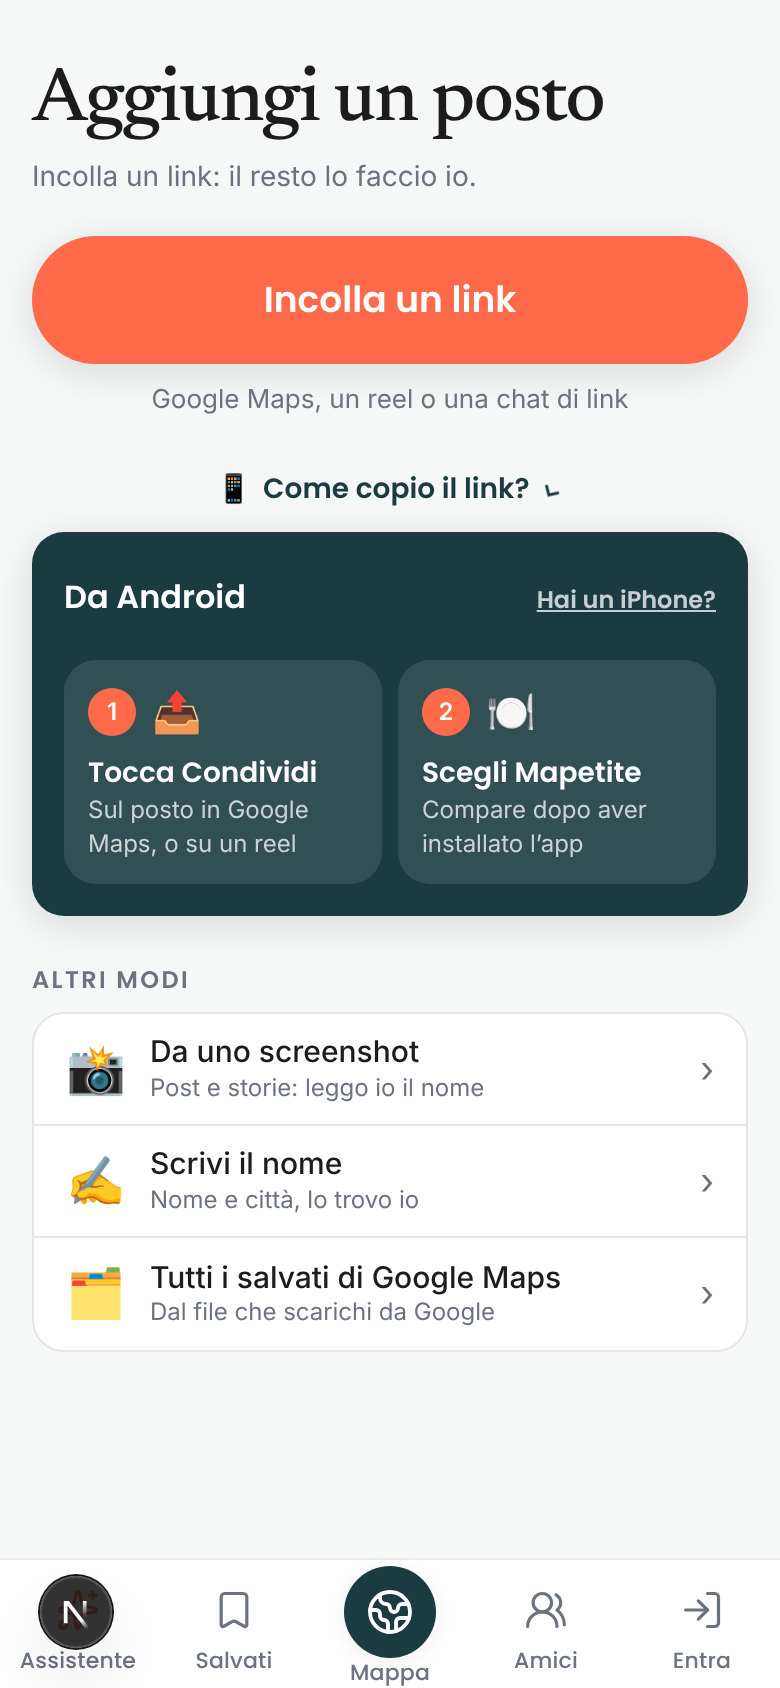 Aggiungi un posto
Incolla un link: il resto lo faccio io.
Incolla un link
Google Maps, un reel o una chat di link
Come copio il link?
Da Android
Hai un iPhone?
1
Tocca Condividi
Sul posto in Google
Maps, o su un reel
2
Scegli Mapetite
Compare dopo aver
installato l’app
ALTRI MODI
Da uno screenshot
Post e storie: leggo io il nome
Scrivi il nome
Nome e città, lo trovo io
Tutti i salvati di Google Maps
Dal file che scarichi da Google
N
Assistente
Salvati
Mappa
Amici
Entra